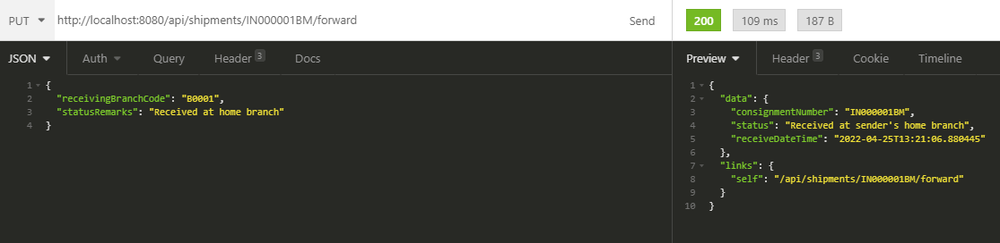 PUT http://localhost:8080/api/shipments/IN000001BM/forward Send 200 109 ms 187 B
JSON Auth Query Header 3 Docs
1 {
2 "receivingBranchCode": "B0001",
3 "statusRemarks": "Received at home branch"
4 }
Preview Header 3 Cookie Timeline
1 {
2 "data": {
3 "consignmentNumber": "IN000001BM",
4 "status": "Received at sender's home branch",
5 "receiveDateTime": "2022-04-25T13:21:06.880445"
6 },
7 "links": {
8 "self": "/api/shipments/IN000001BM/forward"
9 }
10 }